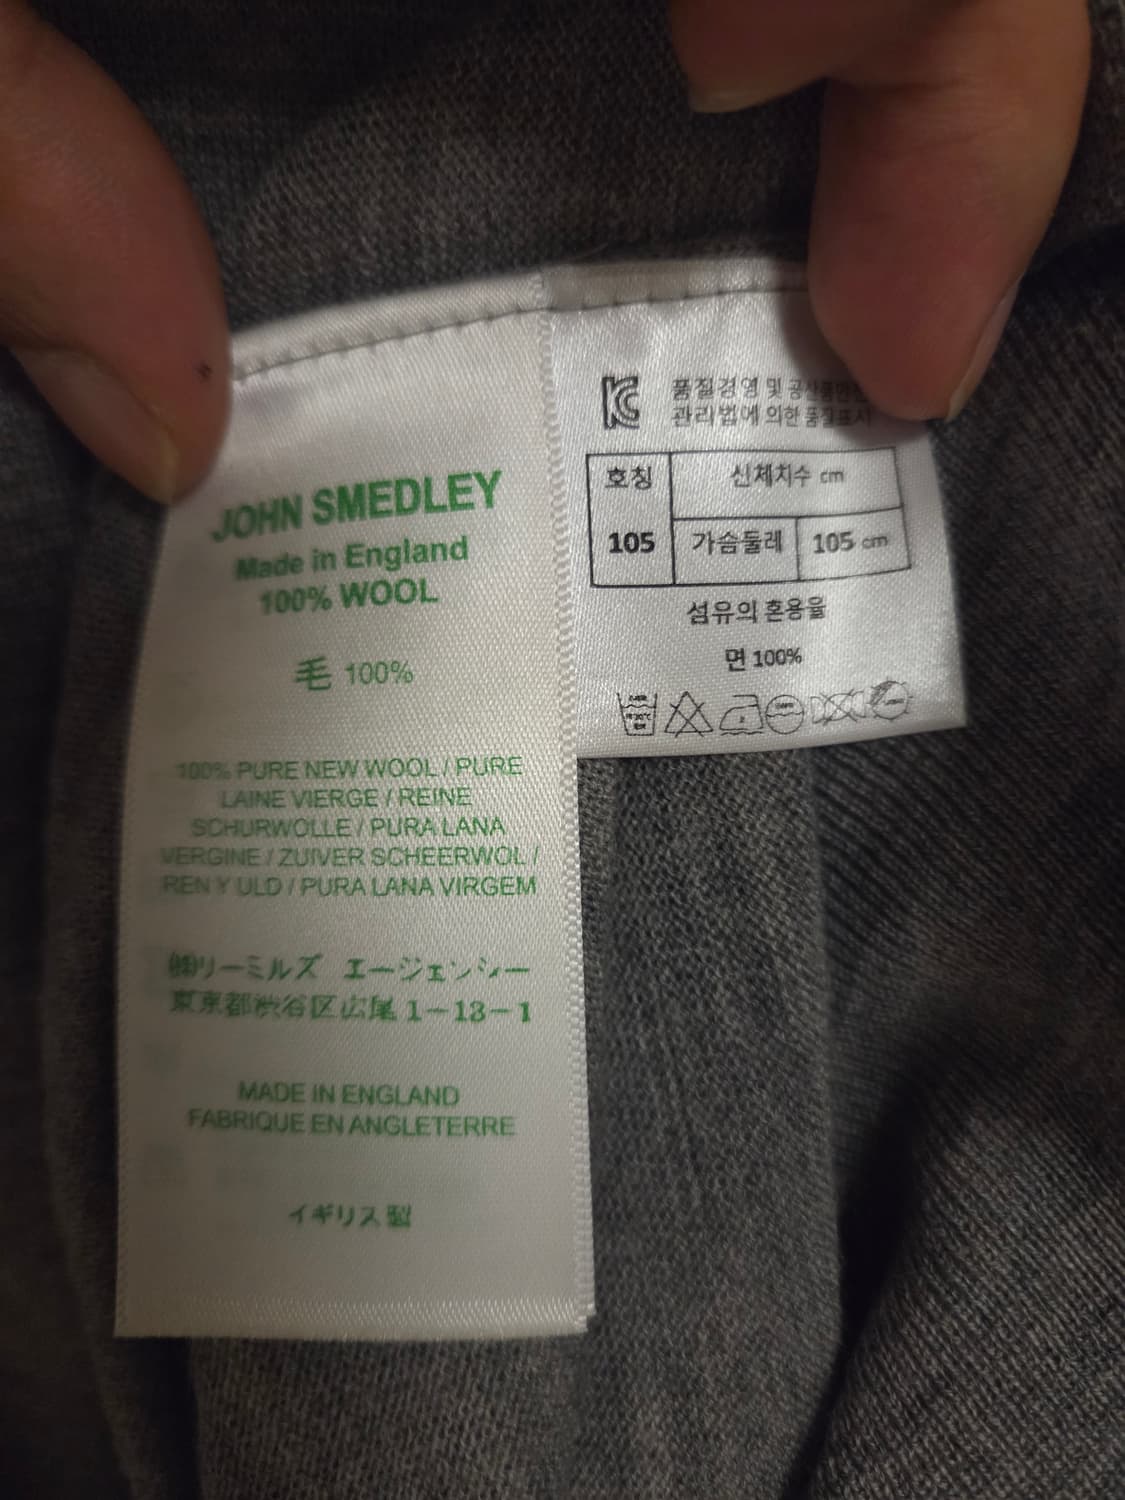 JOHN SMEDLEY
Made in England
100% WOOL
毛 100%
100% PURE NEW WOOL / PURE
LAINE VIERGE / REINE
SCHURWOLLE / PURA LANA
VERGINE / ZUIVER SCHEERWOL /
REN Y ULD / PURA LANA VIRGEM
㈱リーミルズ エージェンシー
東京都渋谷区広尾 1-13-1
MADE IN ENGLAND
FABRIQUE EN ANGLETERRE
イギリス製
품질경영 및
관리법에 의한 품질표시
호칭 신체치수 cm
105 가슴둘레 105 cm
섬유의 혼용율
면 100%